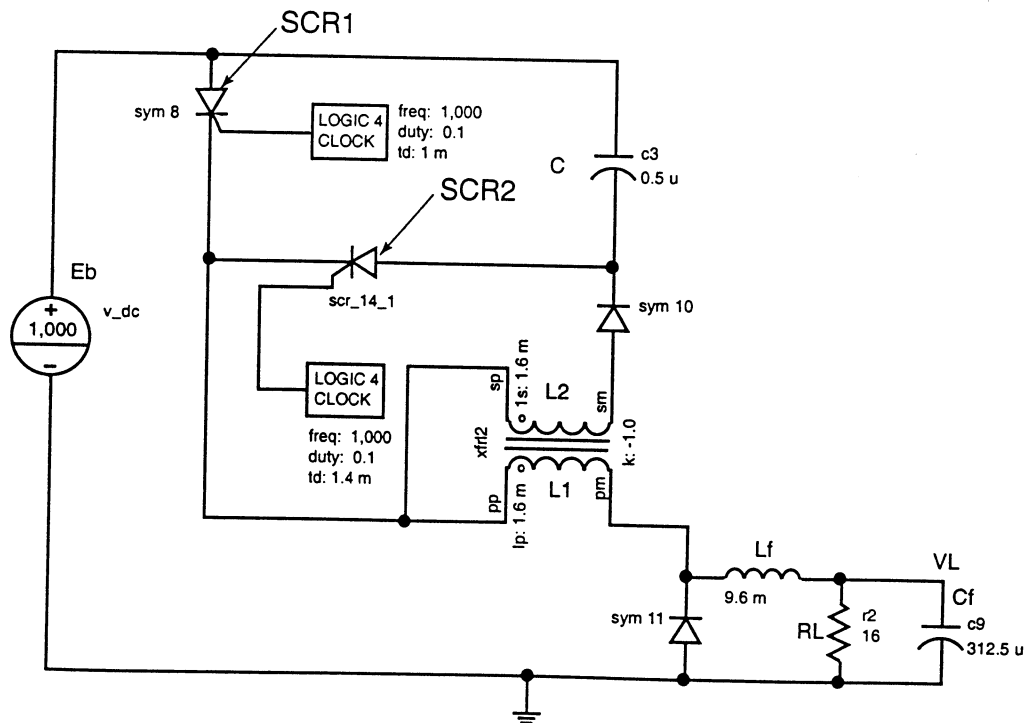 SCR1
sym 8
LOGIC 4
CLOCK
freq: 1,000
duty: 0.1
td: 1 m
C
c3
0.5 u
SCR2
scr_14_1
Eb
+
1,000
−
v_dc
sym 10
LOGIC 4
CLOCK
freq: 1,000
duty: 0.1
td: 1.4 m
sp
1s: 1.6 m
L2
sm
xfrl2
k: -1.0
pp
lp: 1.6 m
L1
pm
Lf
9.6 m
VL
Cf
c9
312.5 u
sym 11
RL
r2
16